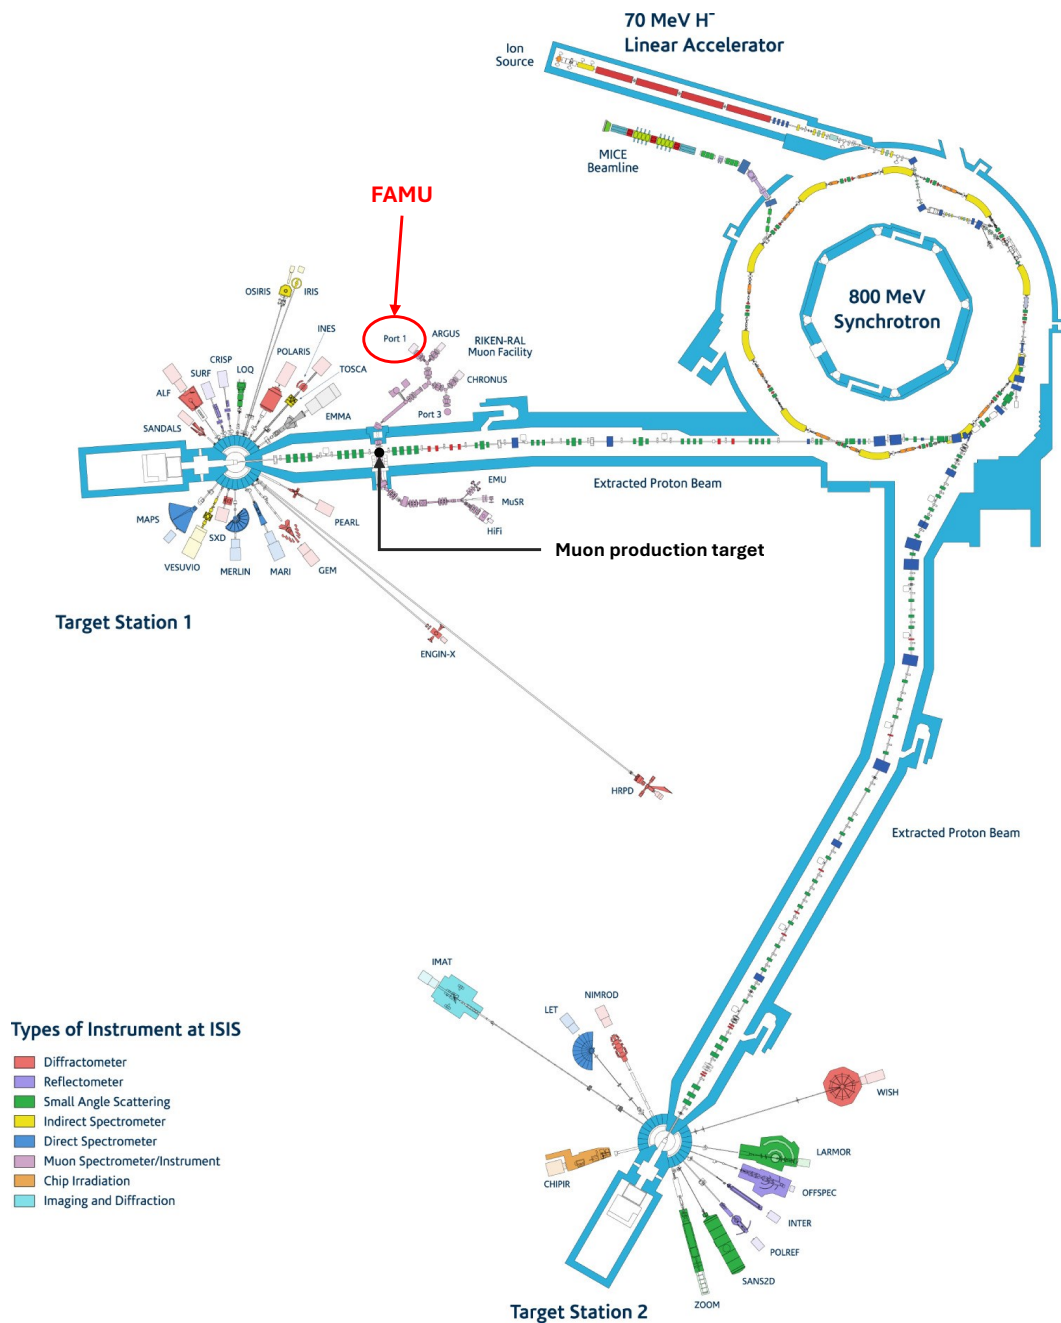 70 MeV H⁻
Linear Accelerator
Ion
Source
MICE
Beamline
FAMU
800 MeV
Synchrotron
OSIRIS
IRIS
INES
Port 1
ARGUS
RIKEN-RAL
Muon Facility
POLARIS
CRISP
SURF
LOQ
TOSCA
CHRONUS
ALF
EMMA
Port 3
SANDALS
EMU
Extracted Proton Beam
MuSR
HiFi
MAPS
SXD
PEARL
VESUVIO
MERLIN
MARI
GEM
Muon production target
Target Station 1
ENGIN-X
HRPD
Extracted Proton Beam
IMAT
NIMROD
LET
WISH
LARMOR
CHIPIR
OFFSPEC
INTER
POLREF
SANS2D
ZOOM
Target Station 2
Types of Instrument at ISIS
Diffractometer
Reflectometer
Small Angle Scattering
Indirect Spectrometer
Direct Spectrometer
Muon Spectrometer/Instrument
Chip Irradiation
Imaging and Diffraction